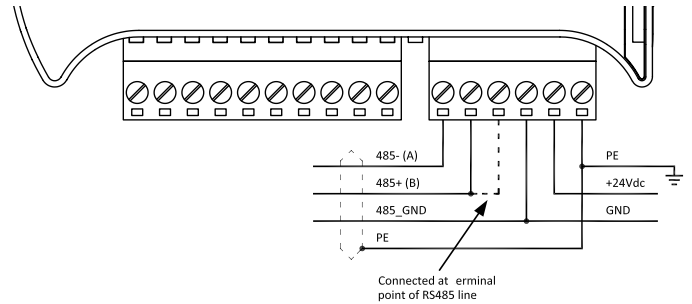 485- (A)
PE
485+ (B)
+24Vdc
485_GND
GND
PE
Connected at  erminal
point of RS485 line